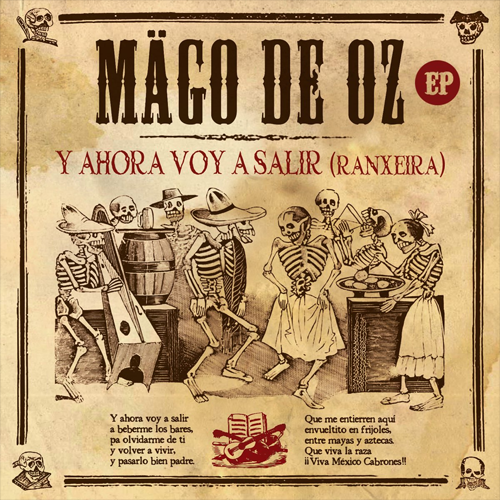 MÄGO DE OZ
EP
Y AHORA VOY A SALIR (RANXEIRA)
Y ahora voy a salir
a beberme los bares,
pa olvidarme de ti
y volver a vivir,
y pasarlo bien padre.
Que me entierren aquí
envueltito en frijoles,
entre mayas y aztecas.
Que viva la raza
¡¡Viva México Cabrones!!